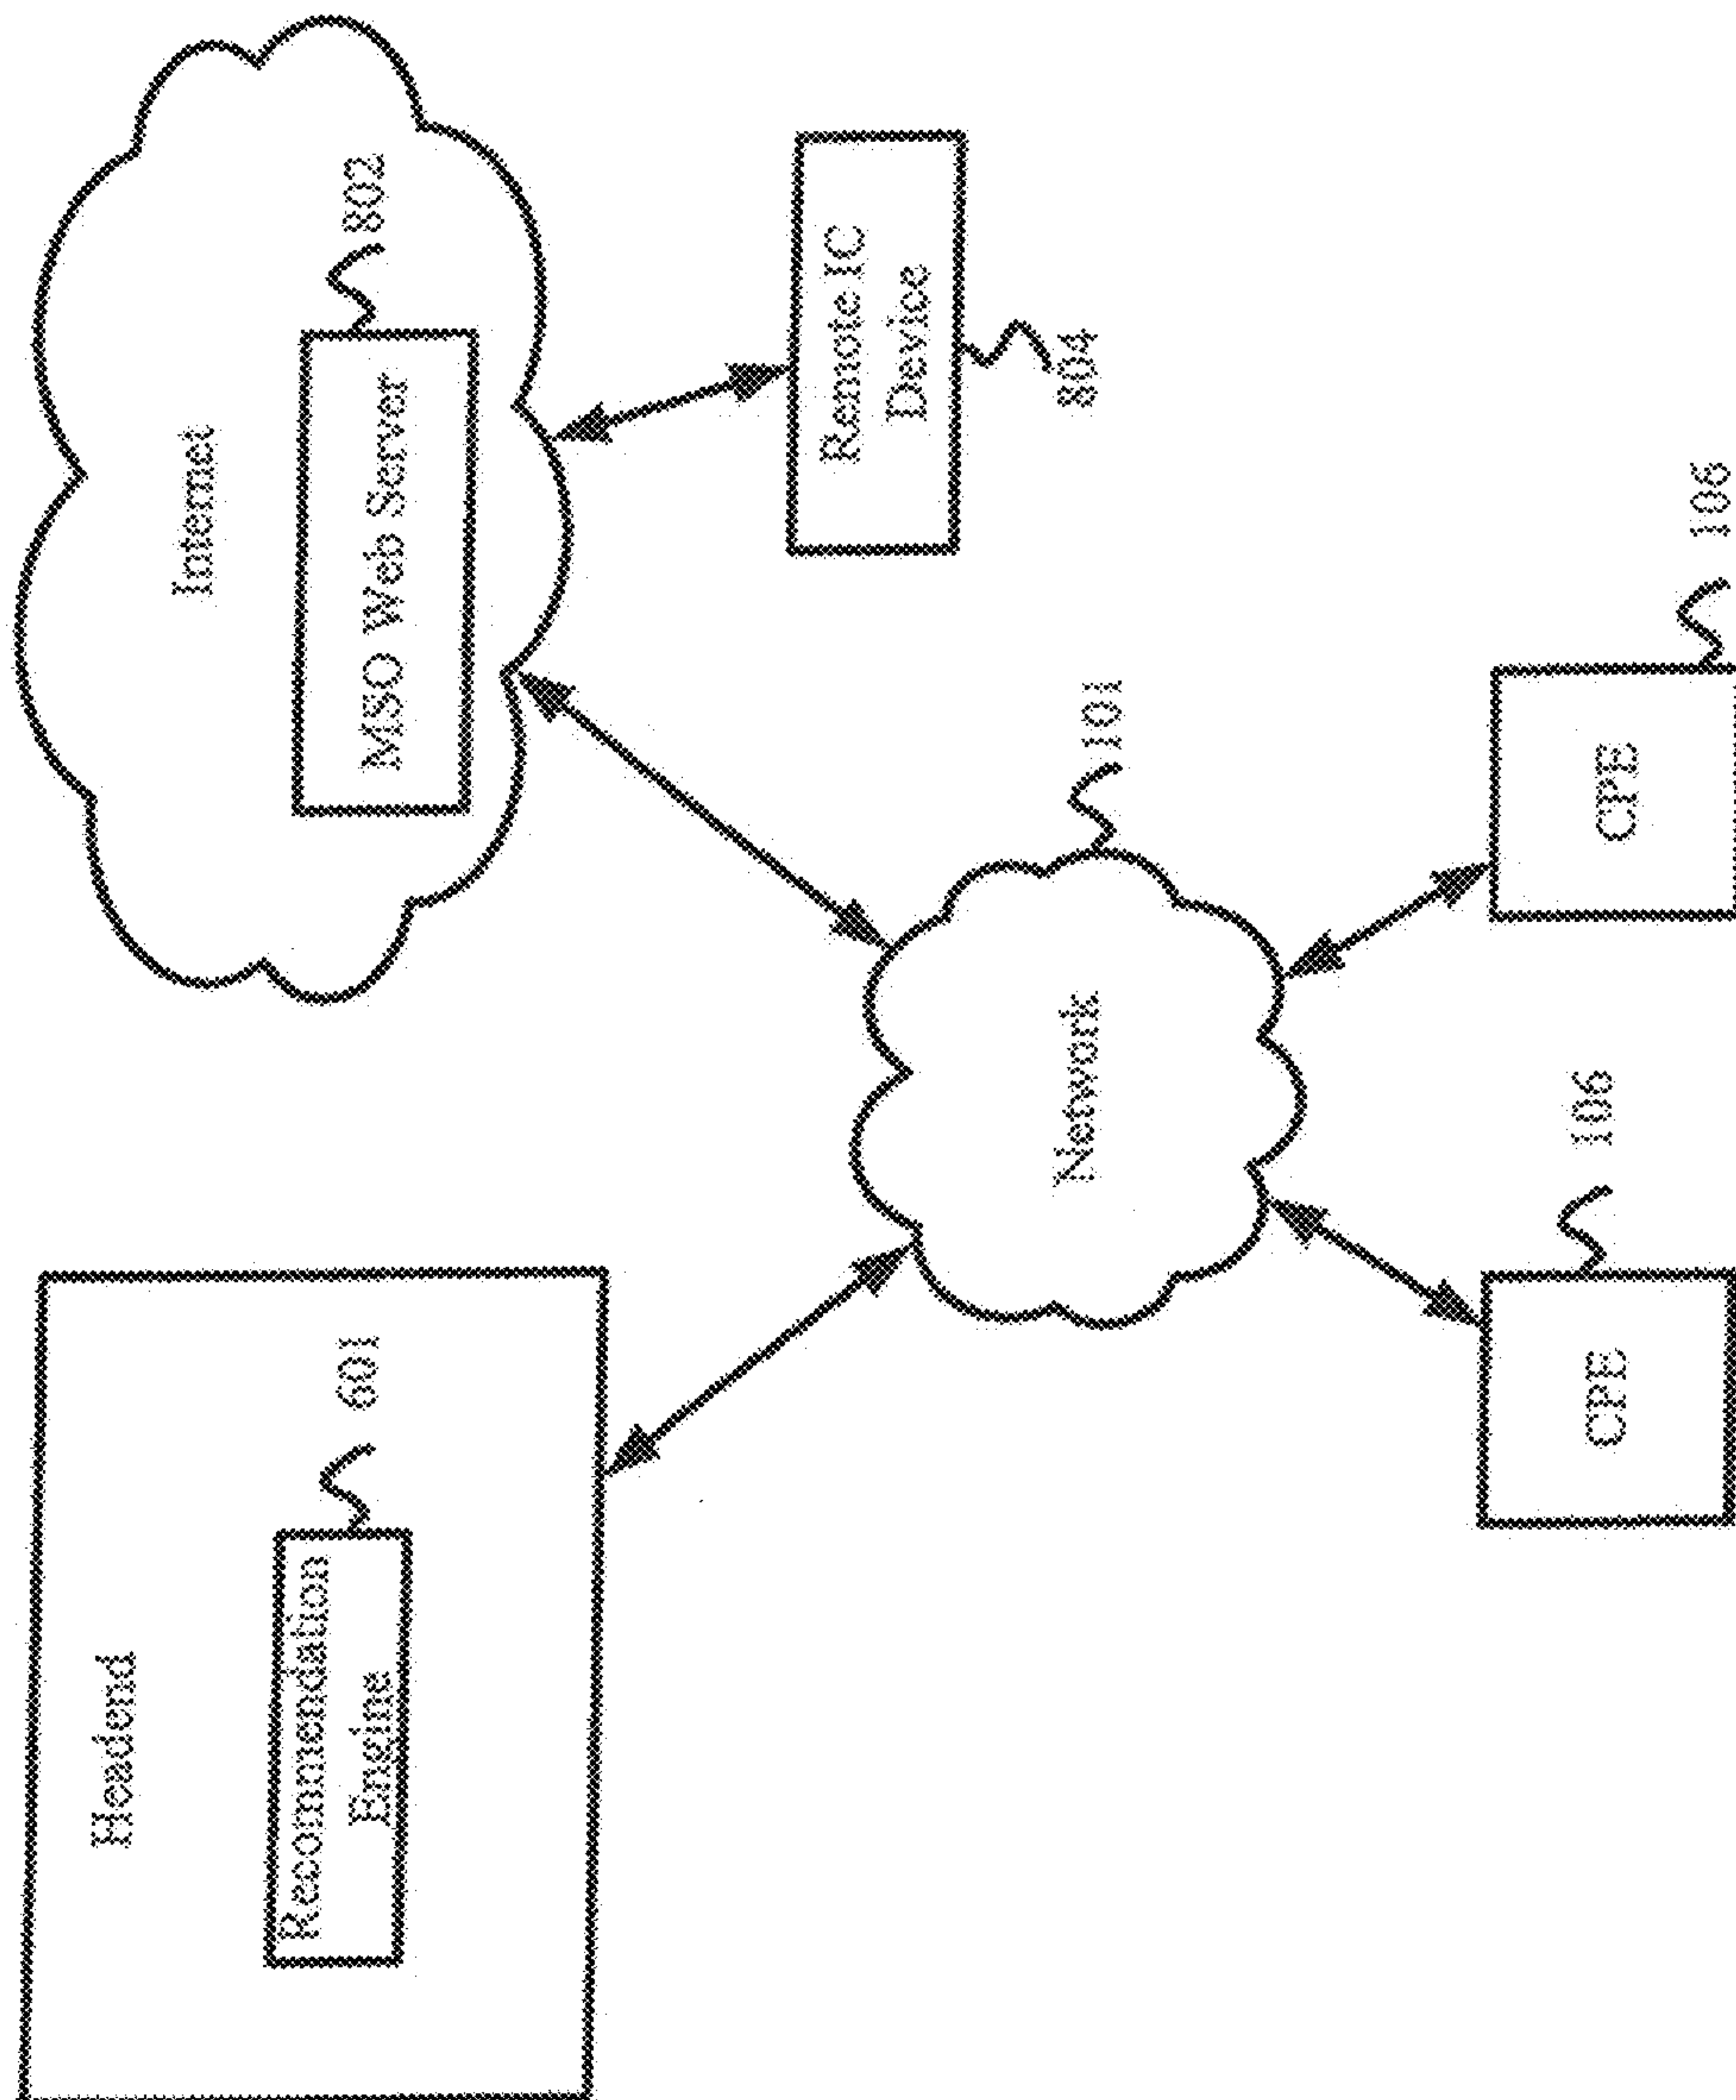 Headend
Recommendation
Engine
601
Internet
MSO Web Server
802
Remote IC
Device
804
Network
101
CPE
106
CPE
106